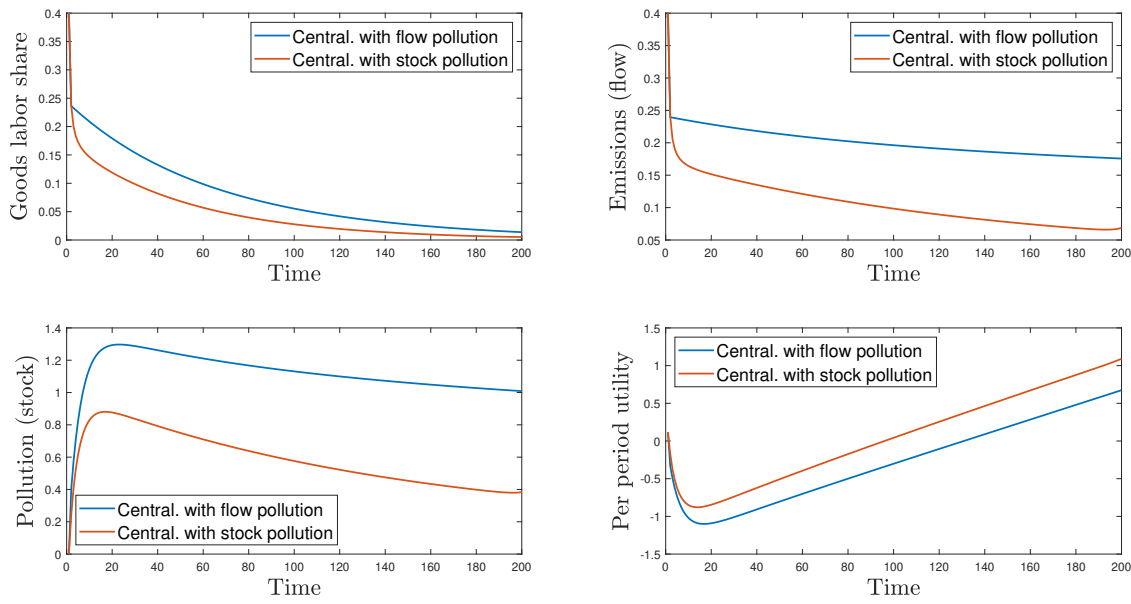 Goods labor share
0.4
0.35
0.3
0.25
0.2
0.15
0.1
0.05
0
Central. with flow pollution
Central. with stock pollution
0 20 40 60 80 100 120 140 160 180 200
Time
Emissions (flow)
0.4
0.35
0.3
0.25
0.2
0.15
0.1
0.05
Central. with flow pollution
Central. with stock pollution
0 20 40 60 80 100 120 140 160 180 200
Time
Pollution (stock)
1.4
1.2
1
0.8
0.6
0.4
0.2
0
Central. with flow pollution
Central. with stock pollution
0 20 40 60 80 100 120 140 160 180 200
Time
Per period utility
1.5
1
0.5
0
-0.5
-1
-1.5
Central. with flow pollution
Central. with stock pollution
0 20 40 60 80 100 120 140 160 180 200
Time